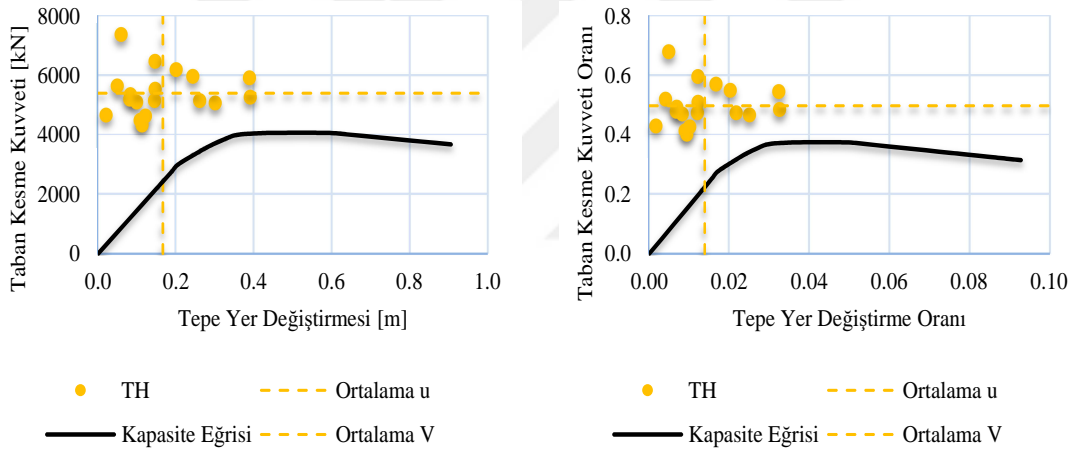 Taban Kesme Kuvveti [kN]
8000
6000
4000
2000
0
0.0 0.2 0.4 0.6 0.8 1.0
Tepe Yer Değiştirmesi [m]
TH
Ortalama u
Kapasite Eğrisi
Ortalama V
Taban Kesme Kuvveti Oranı
0.8
0.6
0.4
0.2
0.0
0.00 0.02 0.04 0.06 0.08 0.10
Tepe Yer Değiştirme Oranı
TH
Ortalama u
Kapasite Eğrisi
Ortalama V